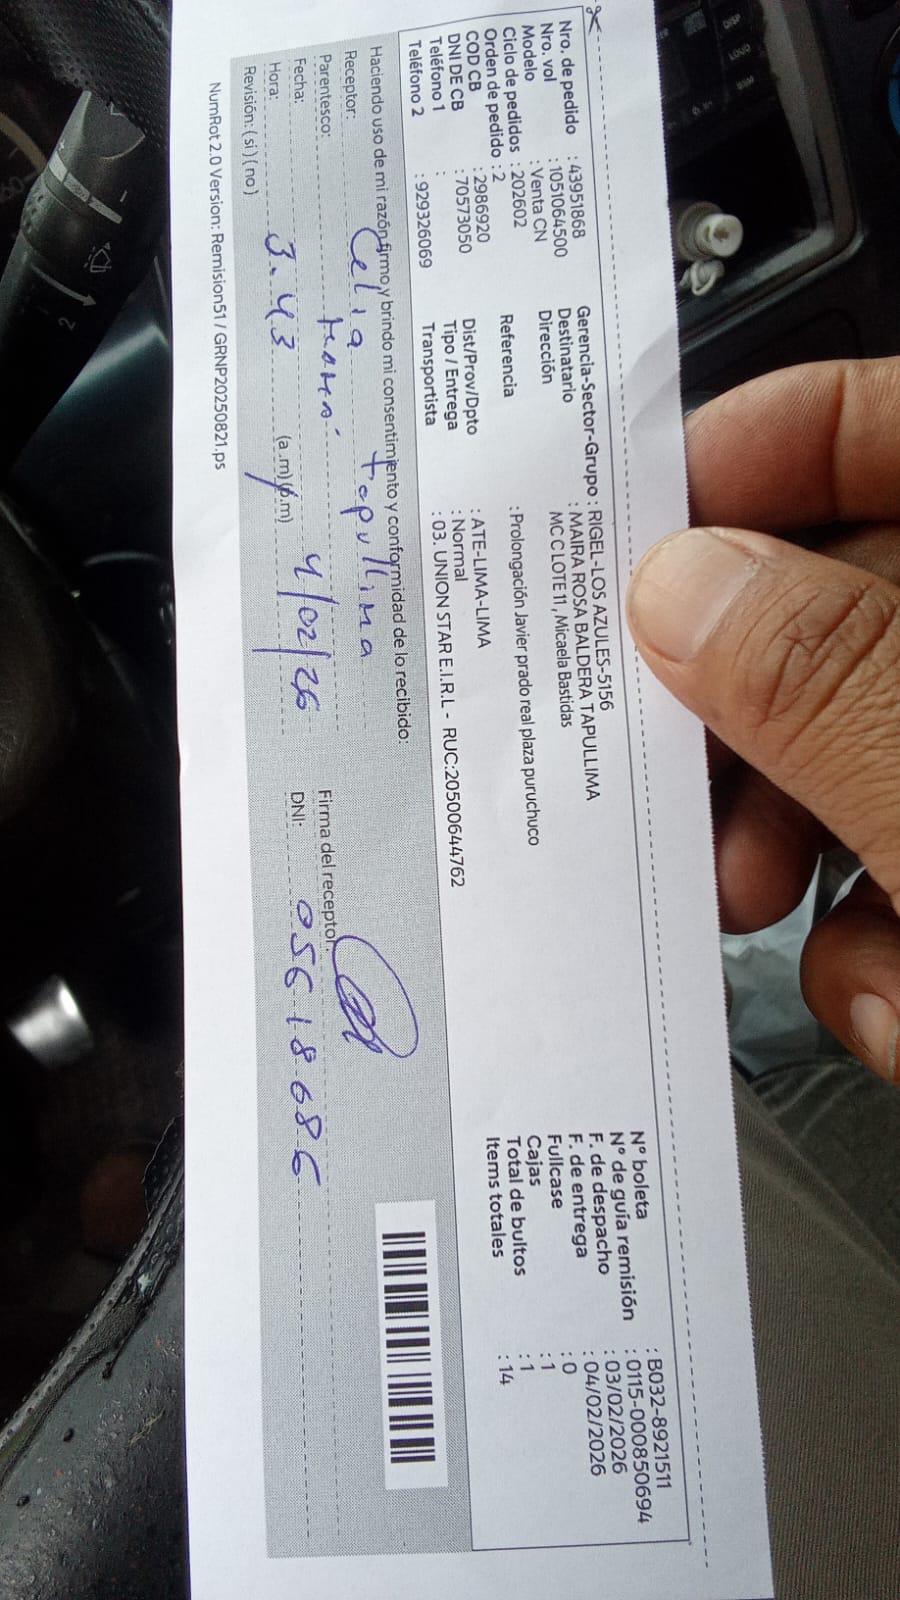 Nro. de pedido : 43951868
Nro. vol : 1051064500
Modelo : Venta CN
Ciclo de pedidos : 202602
Orden de pedido : 2
COD CB : 2986920
DNI DE CB : 70573050
Teléfono 1 :
Teléfono 2 : 929326069
Gerencia-Sector-Grupo : RIGEL-LOS AZULES-5156
Destinatario : MAIRA ROSA BALDERA TAPULLIMA
Dirección MC C LOTE 11 , Micaela Bastidas
Referencia : Prolongación Javier prado real plaza puruchuco
Dist/Prov/Dpto : ATE-LIMA-LIMA
Tipo / Entrega : Normal
Transportista : 03. UNION STAR E.I.R.L - RUC:20500644762
N° boleta : B032-8921511
N° de guía remisión : 0115-000850694
F. de despacho : 03/02/2026
F. de entrega : 04/02/2026
Fullcase : 0
Cajas : 1
Total de bultos : 1
Items totales : 14
Haciendo uso de mi razón firmo y brindo mi consentimiento y conformidad de lo recibido:
Receptor: Celia Tapullima
Parentesco: mamá
Firma del receptor:
Fecha: 4/02/26
DNI: 05618686
Hora: 3.43 (a.m) (p.m)
Revisión: ( si ) ( no )
NumRot 2.0 Version: Remision51 / GRNP20250821.ps